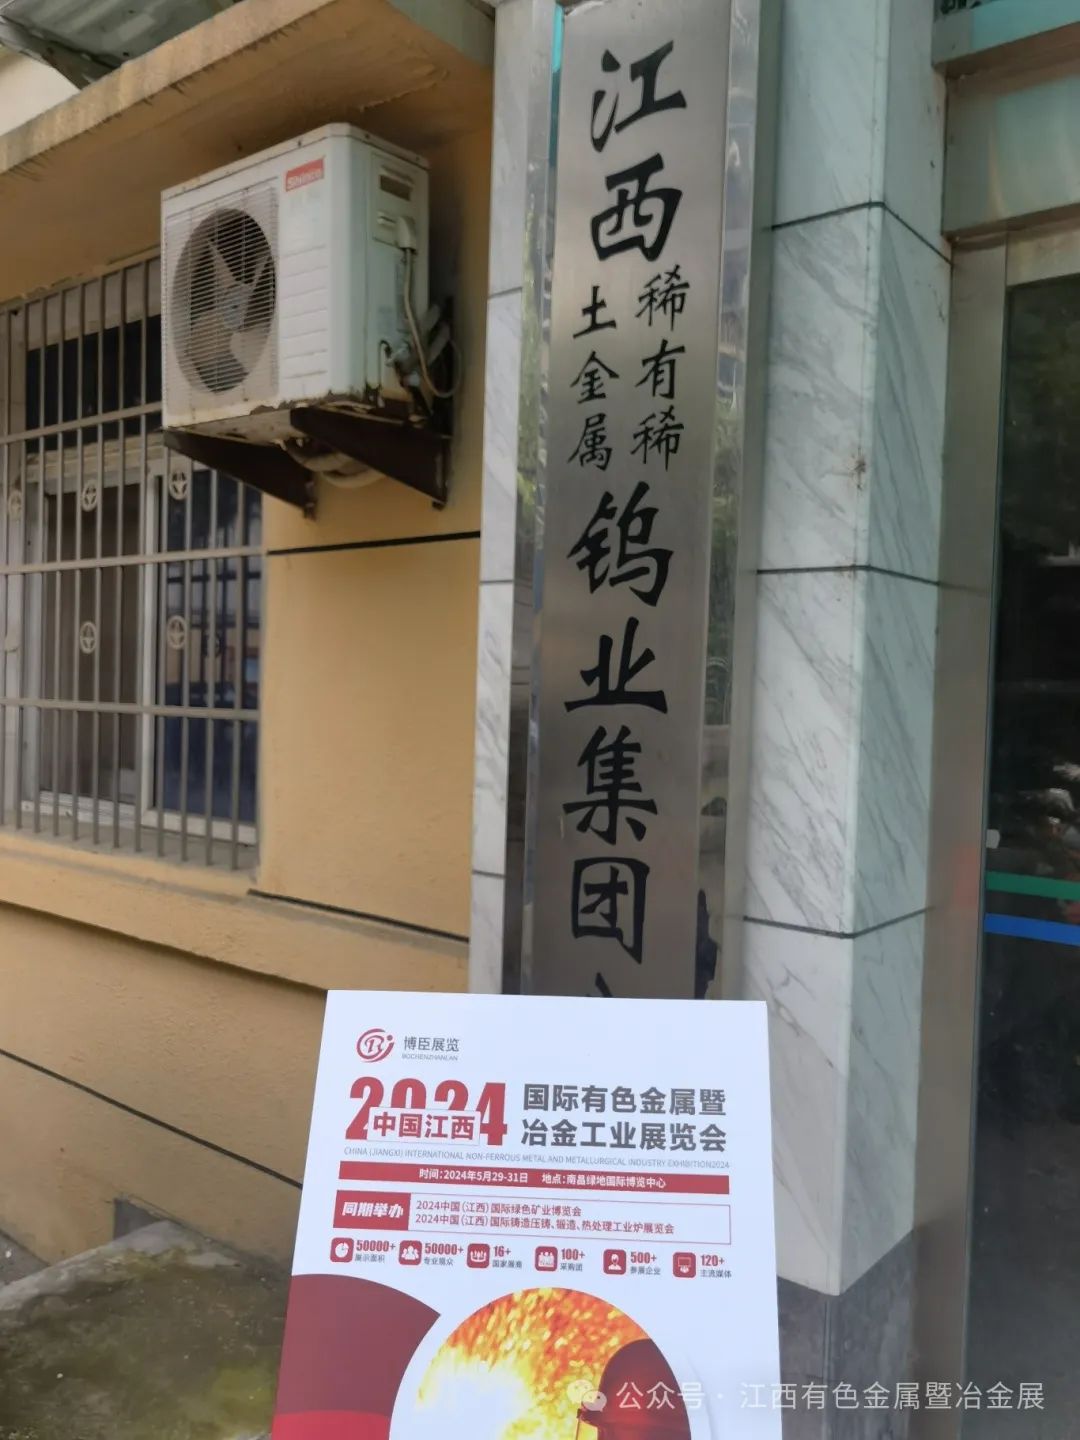 Shinco
江西
稀有稀
土金属
钨业集团
博臣展览
BOCHENZHANLAN
2024
中国江西
国际有色金属暨
冶金工业展览会
CHINA (JIANGXI) INTERNATIONAL NON-FERROUS METAL AND METALLURGICAL INDUSTRY EXHIBITION2024
时间:2024年5月29-31日 地点:南昌绿地国际博览中心
同期举办
2024中国(江西)国际绿色矿业博览会
2024中国(江西)国际铸造压铸、锻造、热处理工业炉展览会
50000+
展示面积
50000+
专业观众
16+
国家展商
100+
采购团
500+
参展企业
120+
主流媒体
公众号·江西有色金属暨冶金展